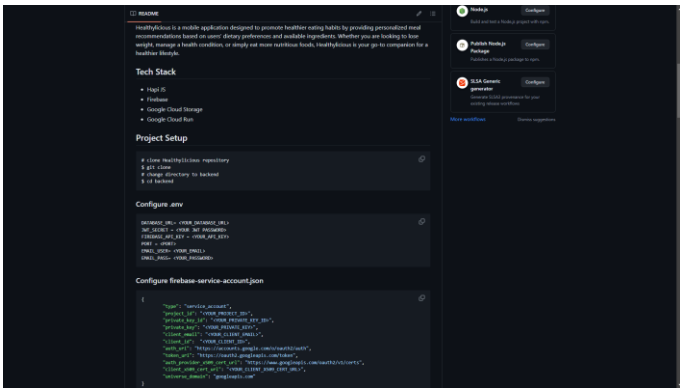 README
Healthylicious is a mobile application designed to promote healthier eating habits by providing personalized meal
recommendations based on users' dietary preferences and available ingredients. Whether you are looking to lose
weight, manage a health condition, or simply eat more nutritious foods, Healthylicious is your go-to companion for a
healthier lifestyle.
Tech Stack
• Hapi JS
• Firebase
• Google Cloud Storage
• Google Cloud Run
Project Setup
# clone Healthylicious repository
$ git clone
# change directory to backend
$ cd backend
Configure .env
DATABASE_URL= <YOUR_DATABASE_URL>
JWT_SECRET = <YOUR JWT PASSWORD>
FIREBASE_API_KEY = <YOUR_API_KEY>
PORT = <PORT>
EMAIL_USER= <YOUR_EMAIL>
EMAIL_PASS= <YOUR_PASSWORD>
Configure firebase-service-account.json
{
"type": "service_account",
"project_id": "<YOUR_PROJECT_ID>",
"private_key_id": "<YOUR_PRIVATE_KEY_ID>",
"private_key": "<YOUR_PRIVATE_KEY>",
"client_email": "<YOUR_CLIENT_EMAIL>",
"client_id": "<YOUR_CLIENT_ID>",
"auth_uri": "https://accounts.google.com/o/oauth2/auth",
"token_uri": "https://oauth2.googleapis.com/token",
"auth_provider_x509_cert_url": "https://www.googleapis.com/oauth2/v1/certs",
"client_x509_cert_url": "<YOUR_CLIENT_X509_CERT_URL>",
"universe_domain": "googleapis.com"
}
Node.js
Configure
Build and test a Node.js project with npm.
Publish Node.js
Package
Configure
Publishes a Node.js package to npm.
SLSA Generic
generator
Configure
Generate SLSA3 provenance for your
existing release workflows
More workflows
Dismiss suggestions